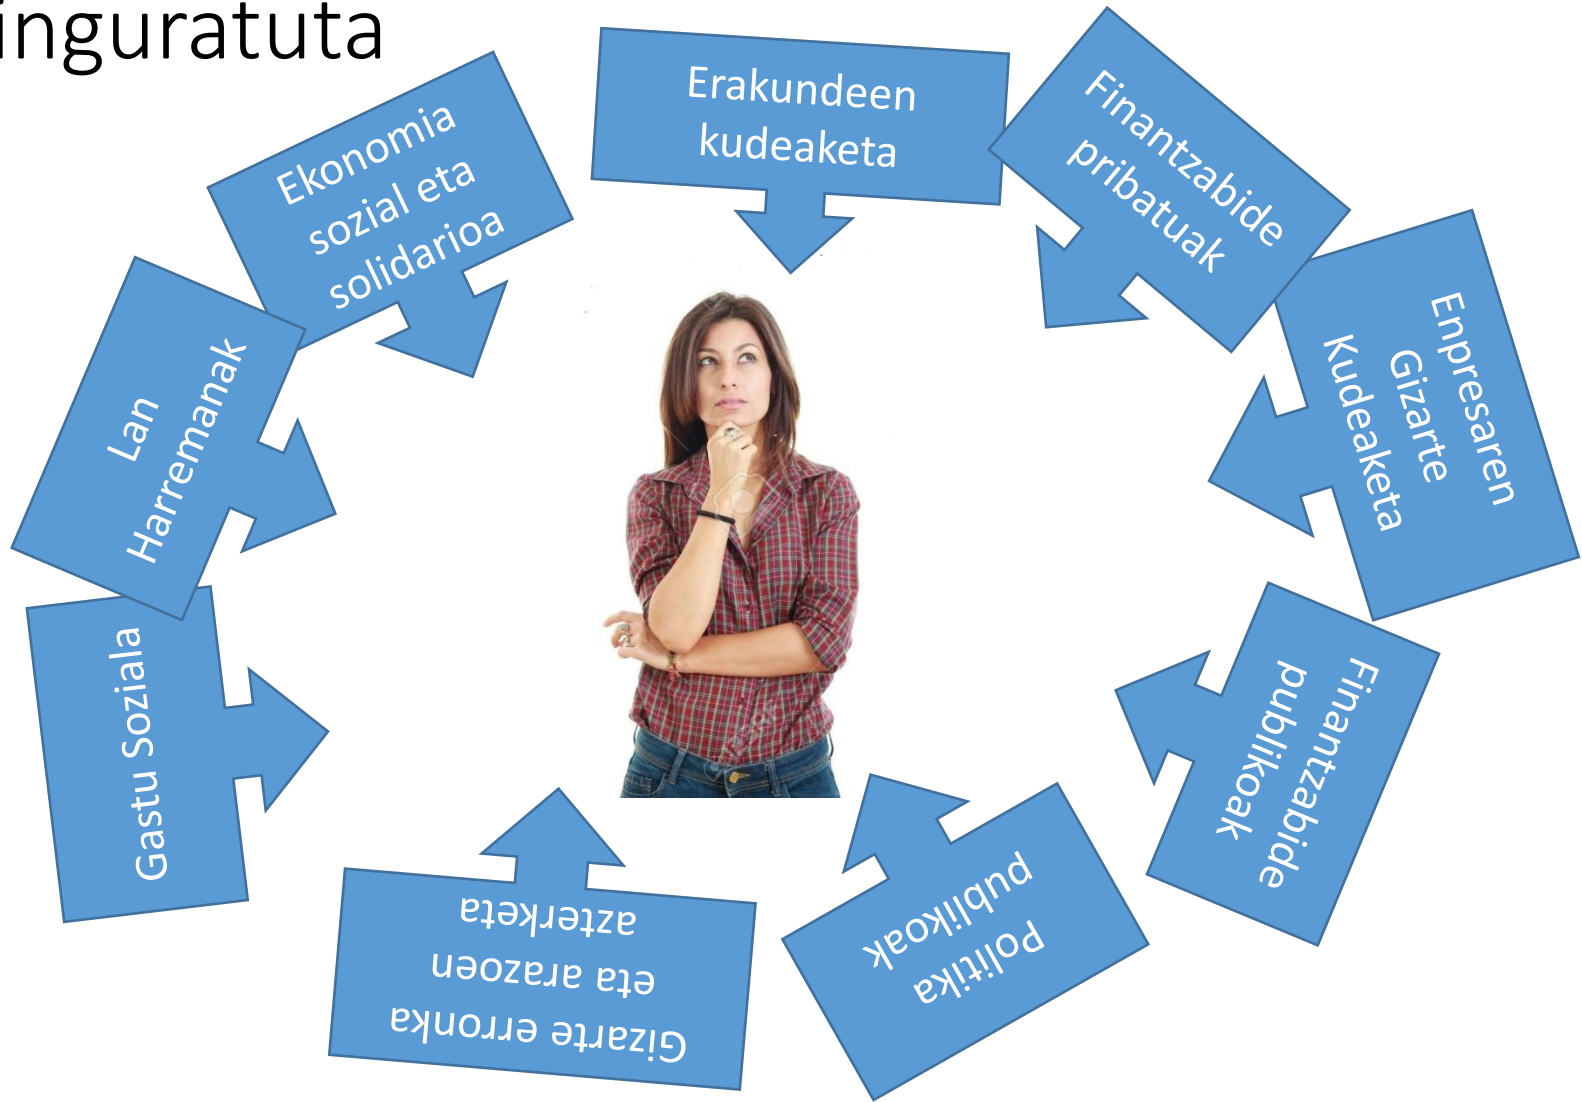 inguratuta
Erakundeen
kudeaketa
Finantzabide
pribatuak
Enpresaren
Gizarte
Kudeaketa
Finantzabide
publikoak
Politika
publikoak
Gizarte erronka
eta arazoen
azterketa
Gastu Soziala
Lan
Harremanak
Ekonomia
sozial eta
solidarioa